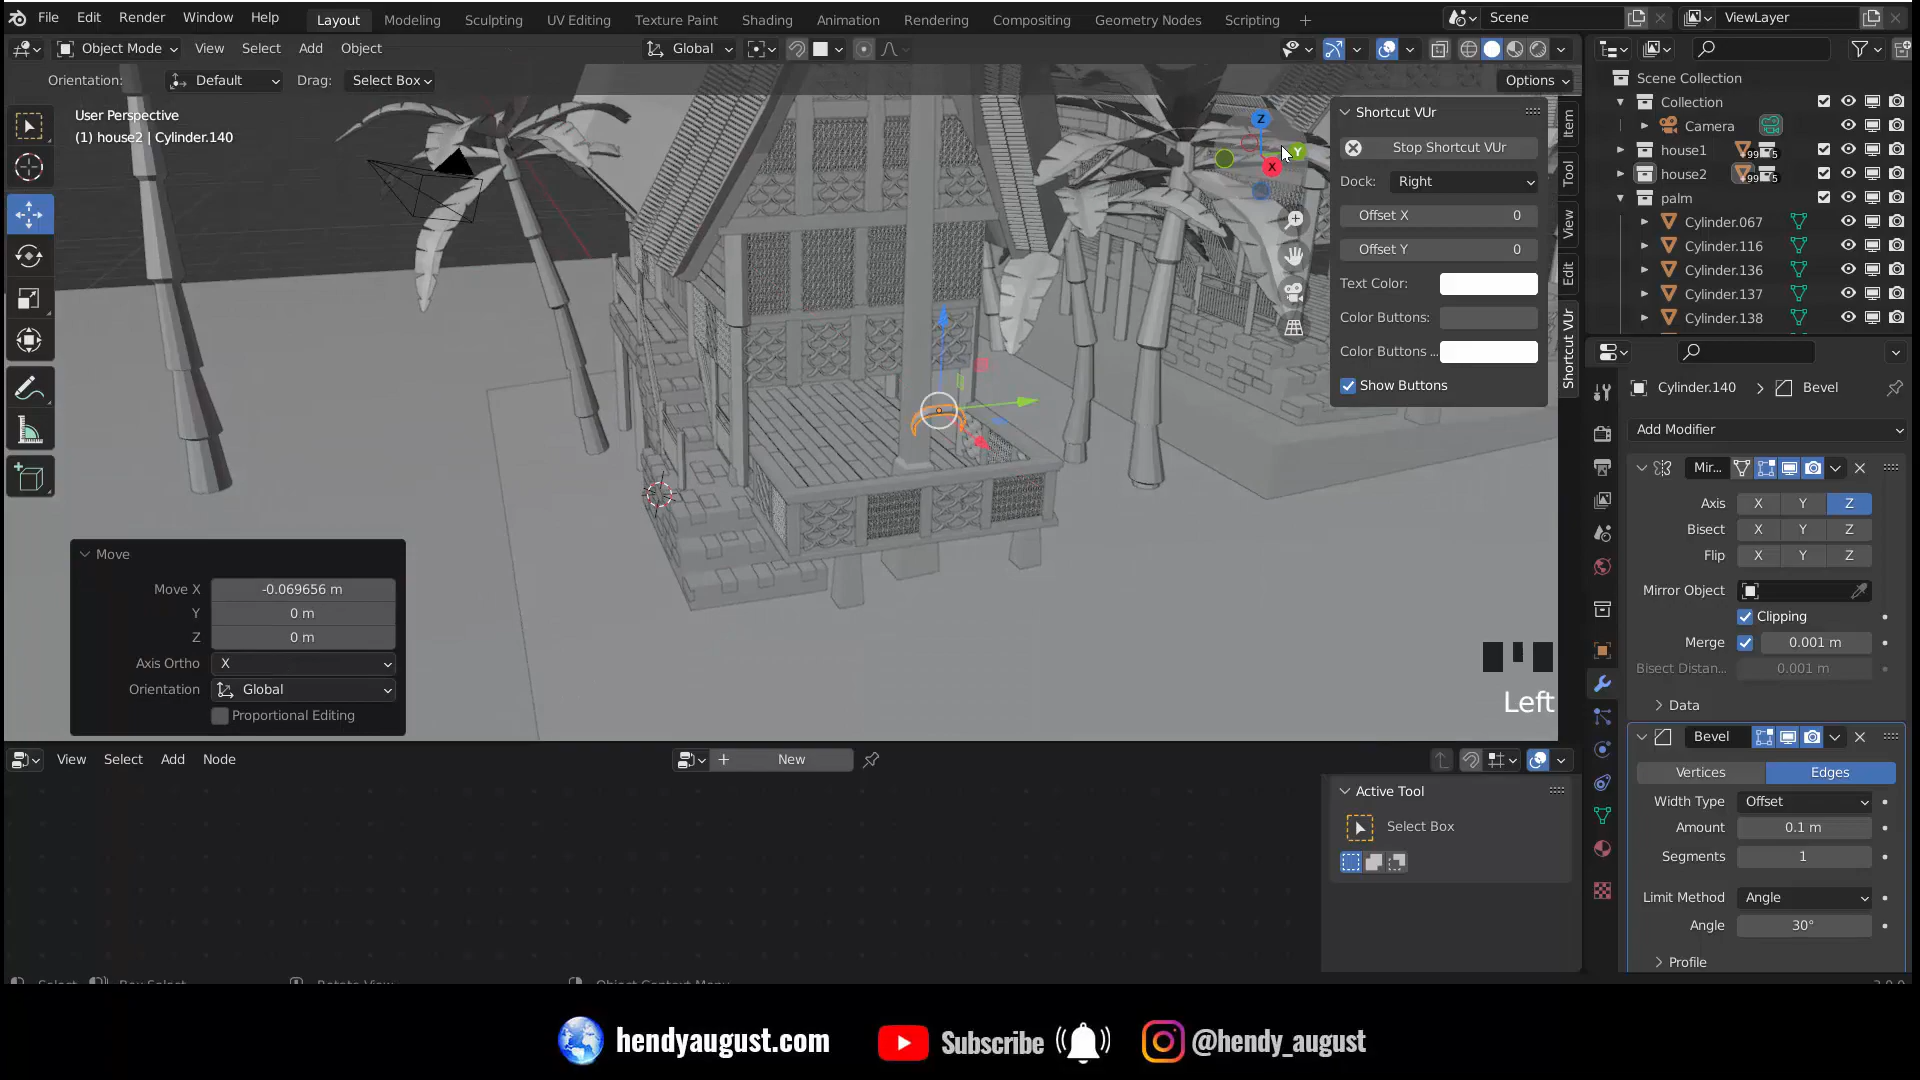 File Edit Render Window Help Layout Modeling Sculpting UV Editing Texture Paint Shading Animation Rendering Compositing Geometry Nodes Scripting Scene ViewLayer
Object Mode View Select Add Object Global
Orientation: Default Drag: Select Box Options
User Perspective
(1) house2 | Cylinder.140
Z
Y
X
Shortcut VUr
Stop Shortcut VUr
Dock: Right
Offset X 0
Offset Y 0
Text Color:
Color Buttons:
Color Buttons ...
Show Buttons
Item
Tool
View
Edit
Shortcut VUr
Scene Collection
Collection
Camera
house1
house2
palm
Cylinder.067
Cylinder.116
Cylinder.136
Cylinder.137
Cylinder.138
Cylinder.140 > Bevel
Add Modifier
Mir...
Axis X Y Z
Bisect X Y Z
Flip X Y Z
Mirror Object
Clipping
Merge 0.001 m
Bisect Distan... 0.001 m
Data
Bevel
Vertices Edges
Width Type Offset
Amount 0.1 m
Segments 1
Limit Method Angle
Angle 30°
Profile
Move
Move X -0.069656 m
Y 0 m
Z 0 m
Axis Ortho X
Orientation Global
Proportional Editing
Left
View Select Add Node New
Active Tool
Select Box
hendyaugust.com Subscribe @hendy_august